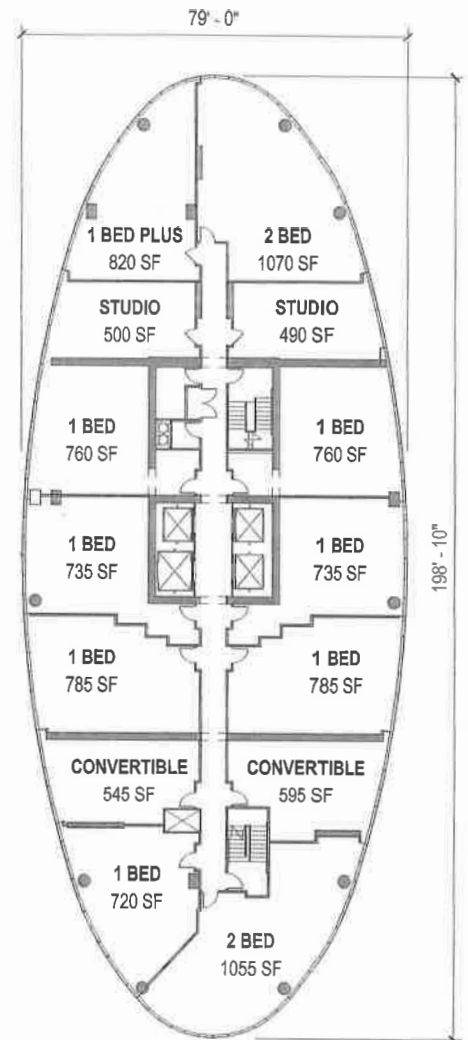 79' - 0"
1 BED PLUS
820 SF
2 BED
1070 SF
STUDIO
500 SF
STUDIO
490 SF
1 BED
760 SF
1 BED
760 SF
1 BED
735 SF
1 BED
735 SF
198' - 10"
1 BED
785 SF
1 BED
785 SF
CONVERTIBLE
545 SF
CONVERTIBLE
595 SF
1 BED
720 SF
2 BED
1055 SF